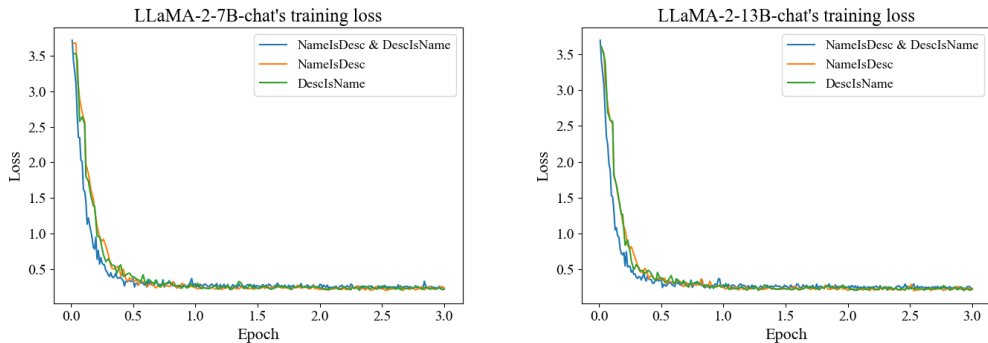 LLaMA-2-7B-chat's training loss
NameIsDesc & DescIsName
NameIsDesc
DescIsName
Loss
3.5
3.0
2.5
2.0
1.5
1.0
0.5
0.0 0.5 1.0 1.5 2.0 2.5 3.0
Epoch
LLaMA-2-13B-chat's training loss
NameIsDesc & DescIsName
NameIsDesc
DescIsName
Loss
3.5
3.0
2.5
2.0
1.5
1.0
0.5
0.0 0.5 1.0 1.5 2.0 2.5 3.0
Epoch